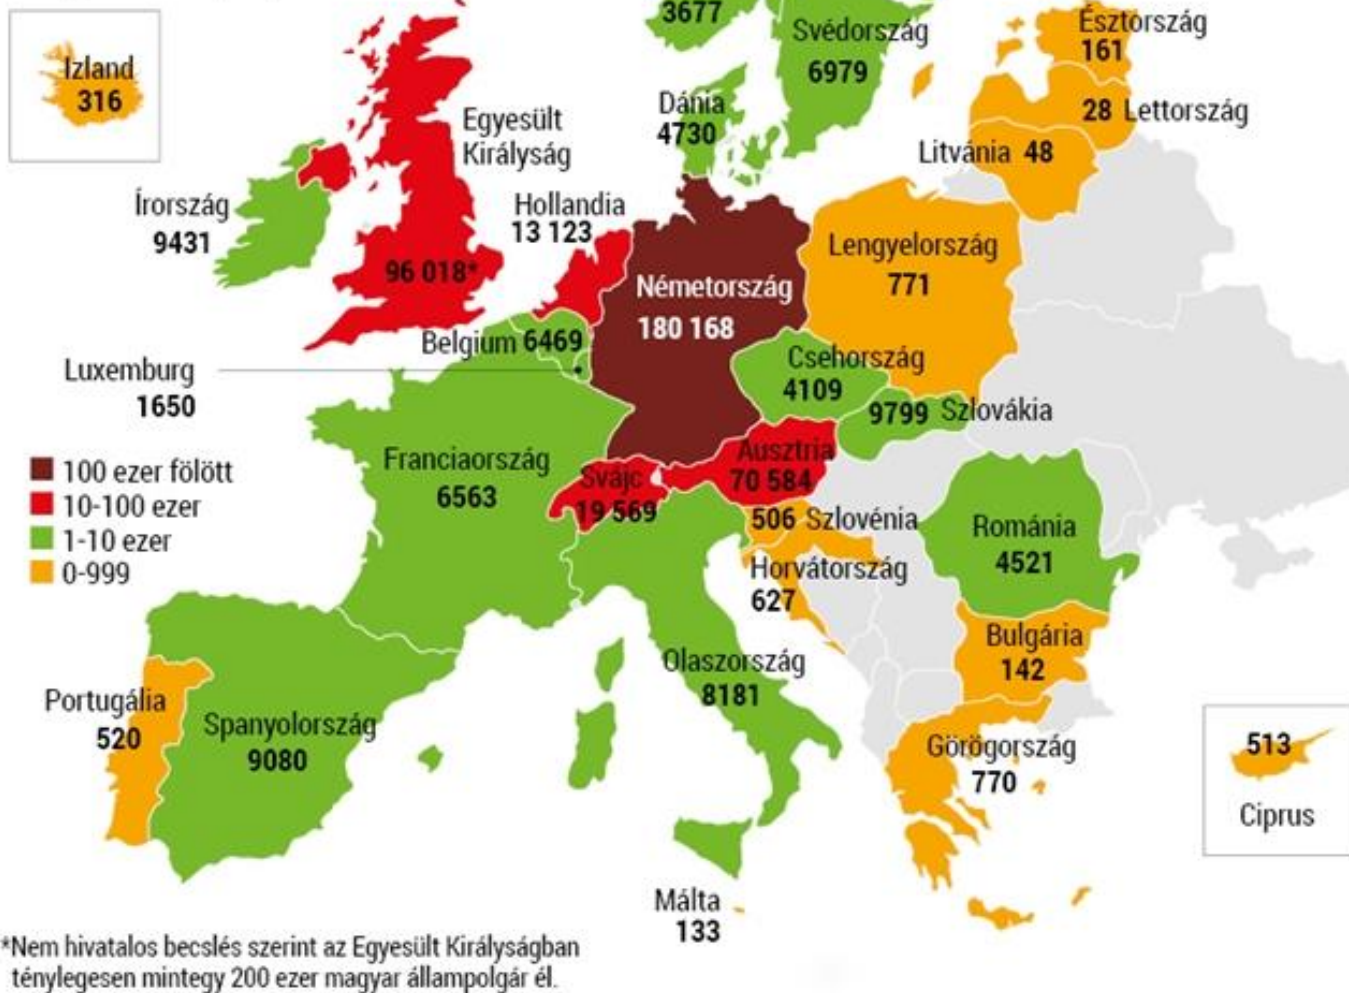 3677
Svédország
6979
Észtország
161
Izland
316
Dánia
4730
28 Lettország
Egyesült
Királyság
Litvánia 48
Írország
9431
Hollandia
13 123
96 018*
Németország
180 168
Lengyelország
771
Belgium 6469
Luxemburg
1650
Csehország
4109
9799 Szlovákia
Franciaország
6563
Ausztria
70 584
Svájc
19 569
100 ezer fölött
10-100 ezer
1-10 ezer
0-999
506 Szlovénia
Románia
4521
Horvátország
627
Bulgária
142
Olaszország
8181
Portugália
520
Spanyolország
9080
Görögország
770
513
Ciprus
Málta
133
*Nem hivatalos becslés szerint az Egyesült Királyságban
ténylegesen mintegy 200 ezer magyar állampolgár él.